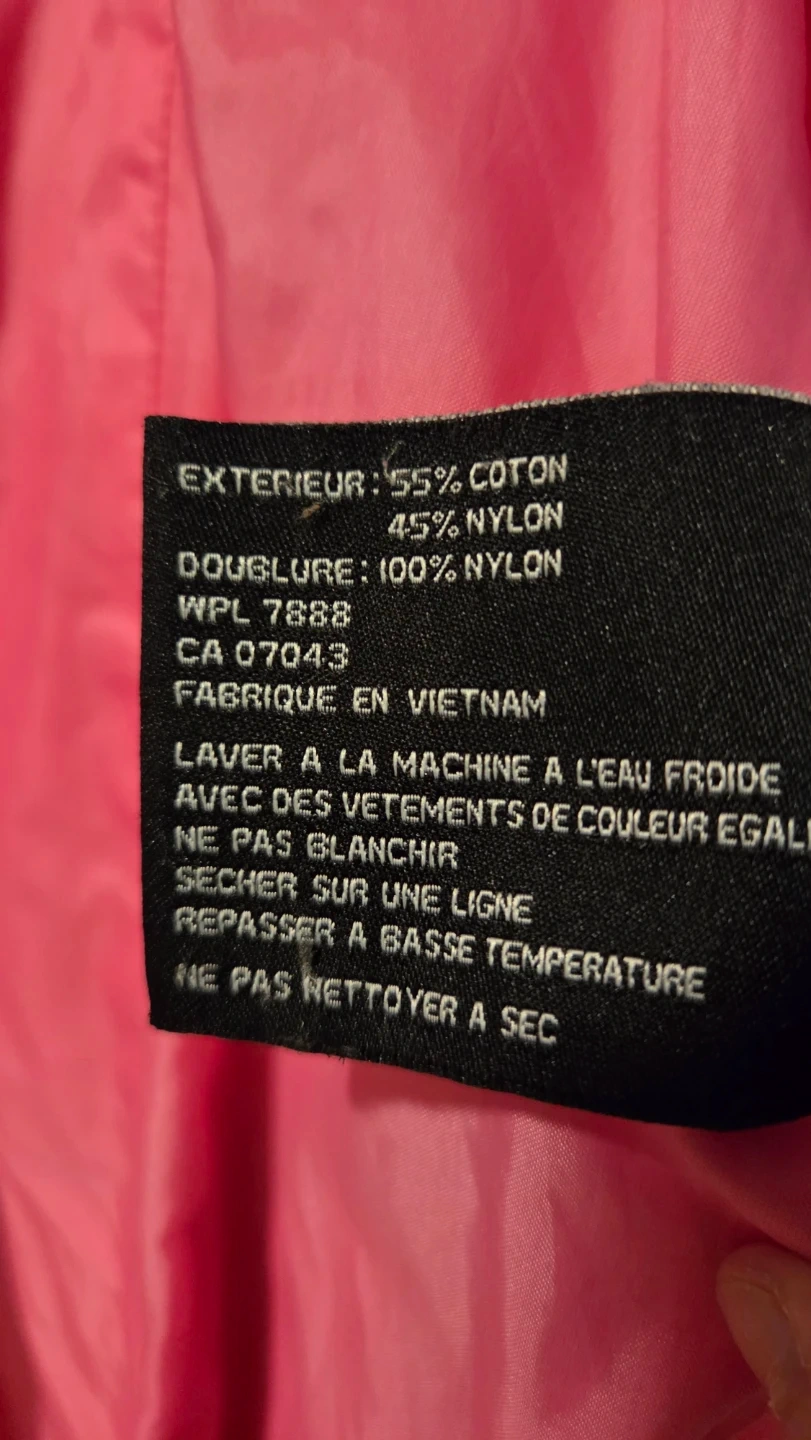 EXTERIEUR: 55% COTON
45% NYLON
DOUBLURE: 100% NYLON
WPL 7888
CA 07043
FABRIQUE EN VIETNAM
LAVER A LA MACHINE A L'EAU FROIDE
AVEC DES VETEMENTS DE COULEUR EGAL
NE PAS BLANCHIR
SECHER SUR UNE LIGNE
REPASSER A BASSE TEMPERATURE
NE PAS NETTOYER A SEC